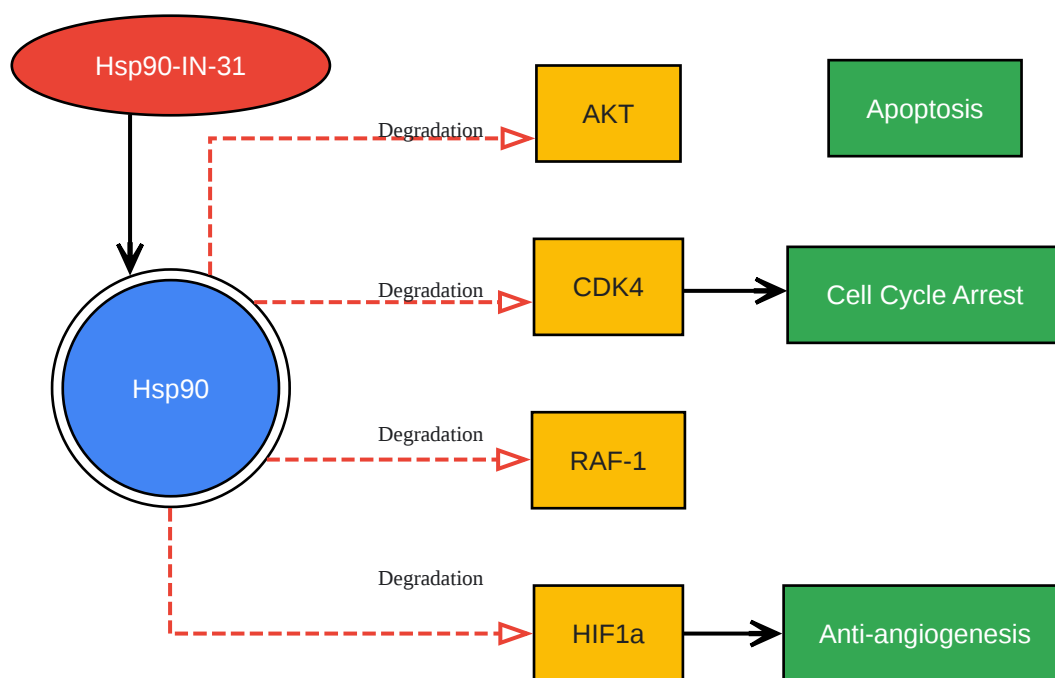 Hsp90-IN-31
Degradation
AKT
Apoptosis
Degradation
CDK4
Cell Cycle Arrest
Hsp90
Degradation
RAF-1
Degradation
HIF1a
Anti-angiogenesis